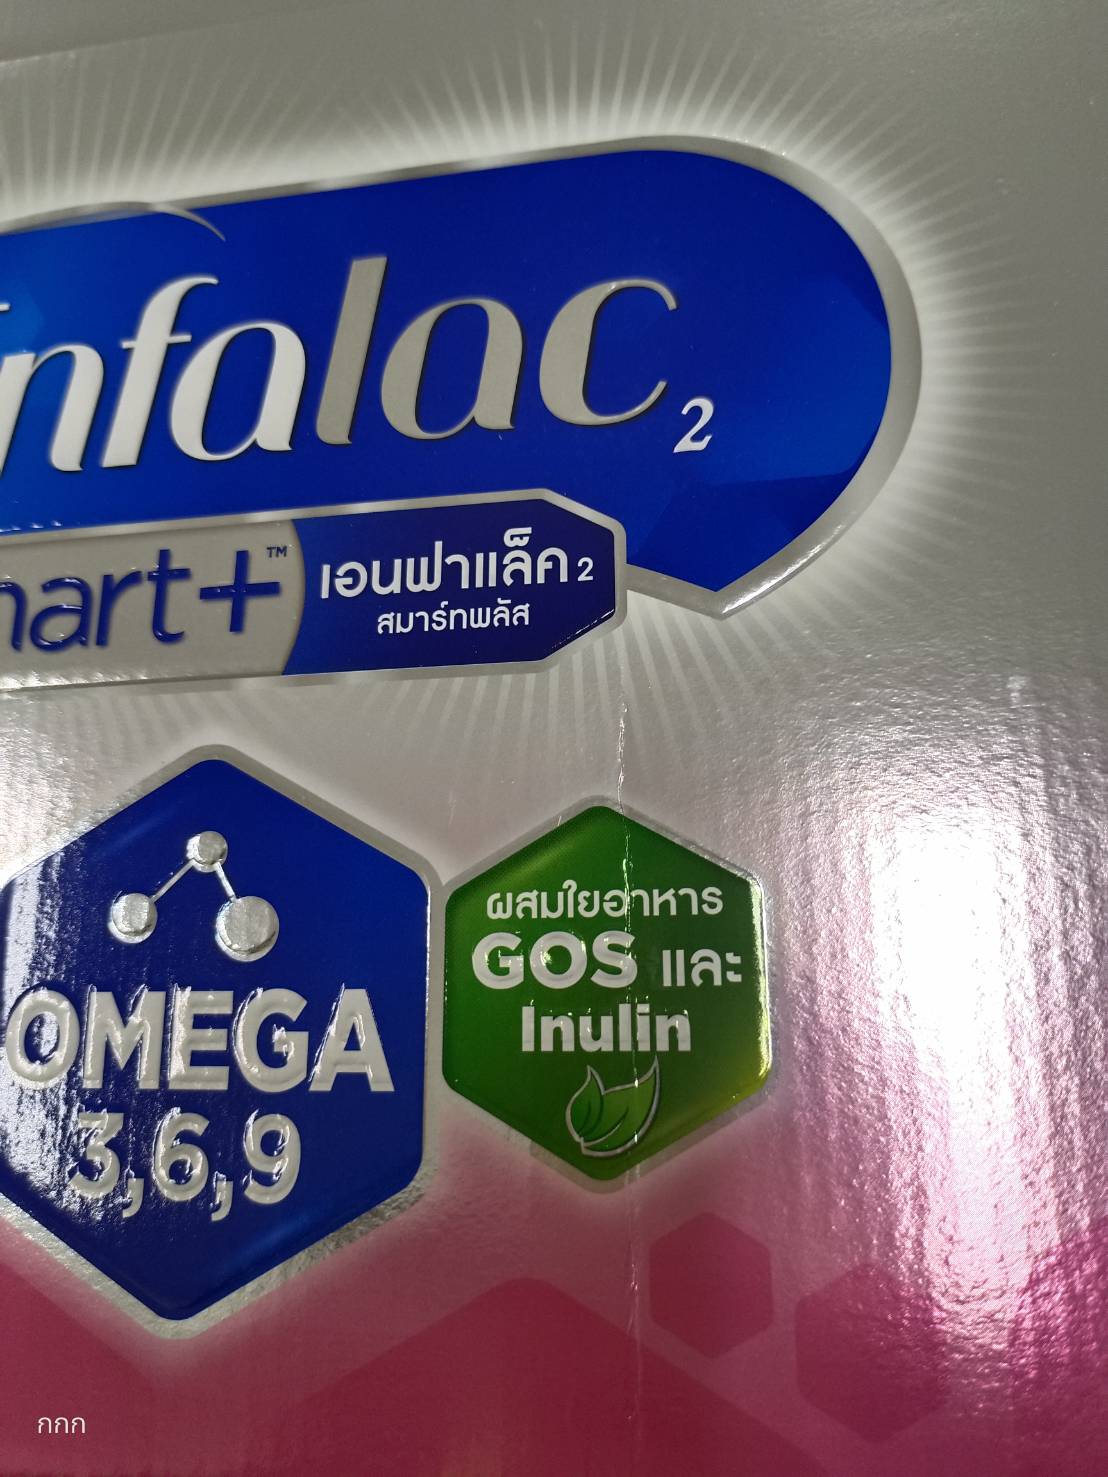 nfalac 2
mart+™
เอนฟาแล็ค 2
สมาร์ทพลัส
OMEGA
3,6,9
ผสมใยอาหาร
GOS และ
Inulin
กกก